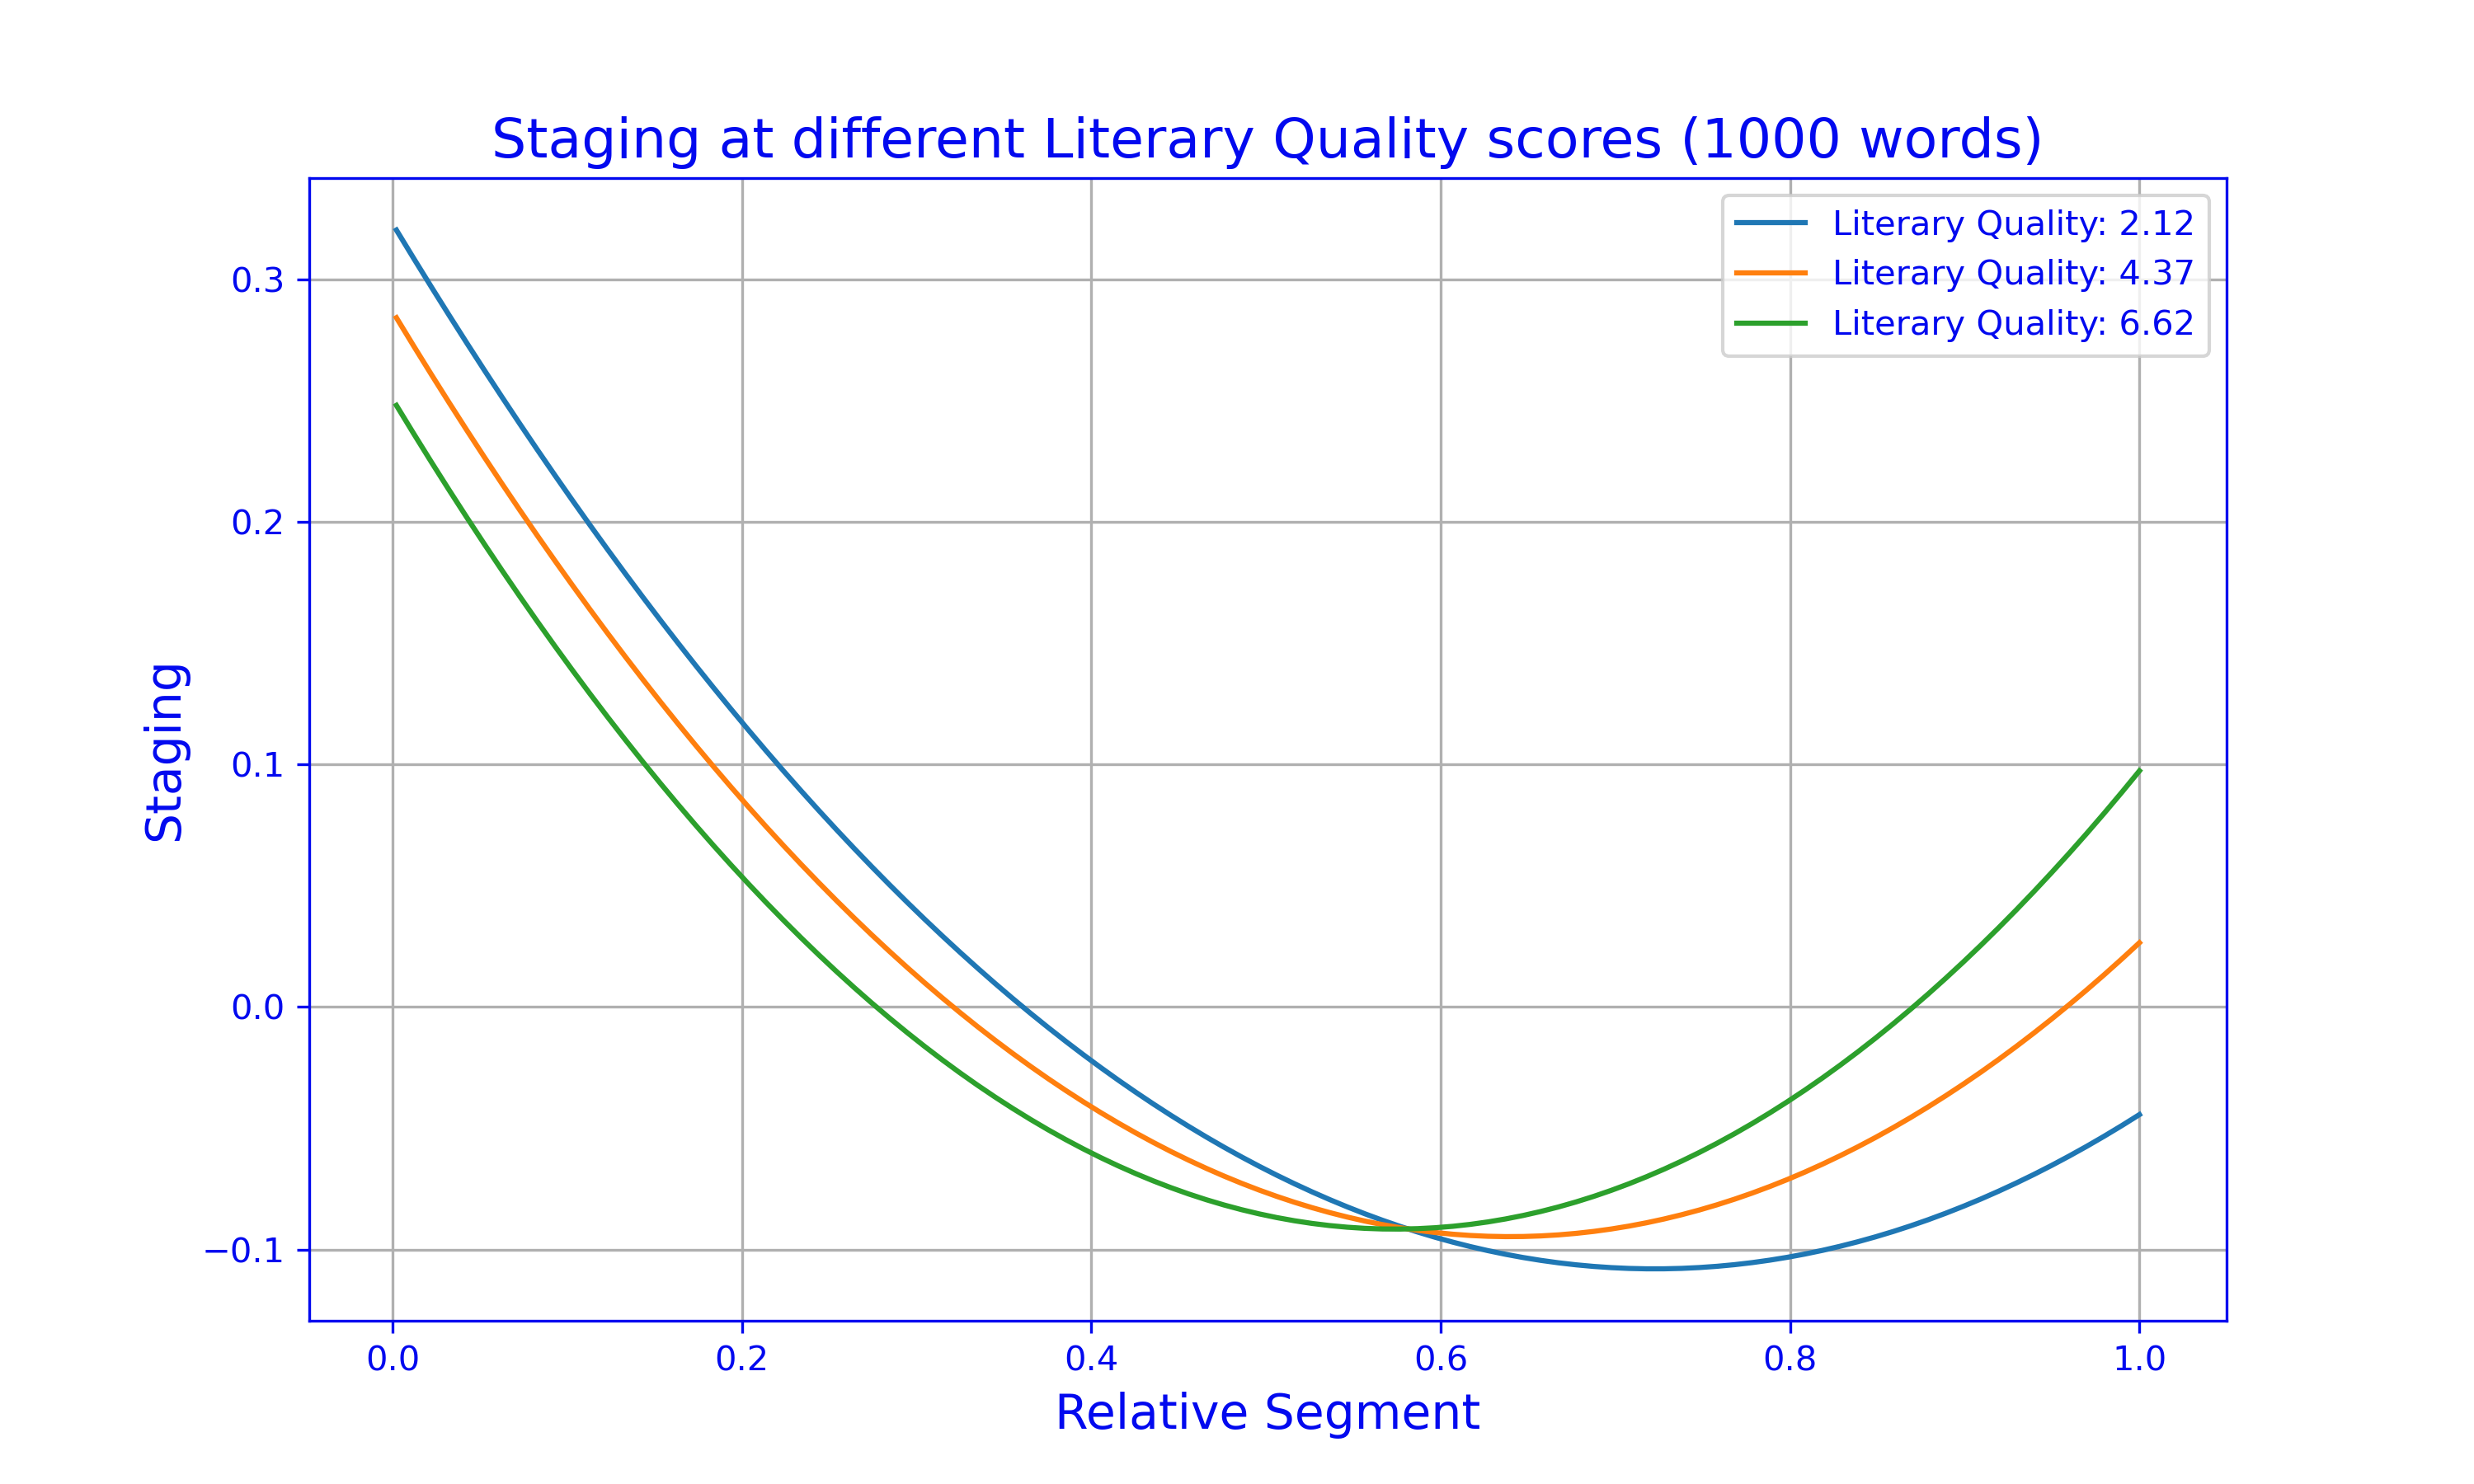 Staging at different Literary Quality scores (1000 words)
Literary Quality: 2.12
Literary Quality: 4.37
Literary Quality: 6.62
Staging
0.3
0.2
0.1
0.0
−0.1
0.0 0.2 0.4 0.6 0.8 1.0
Relative Segment